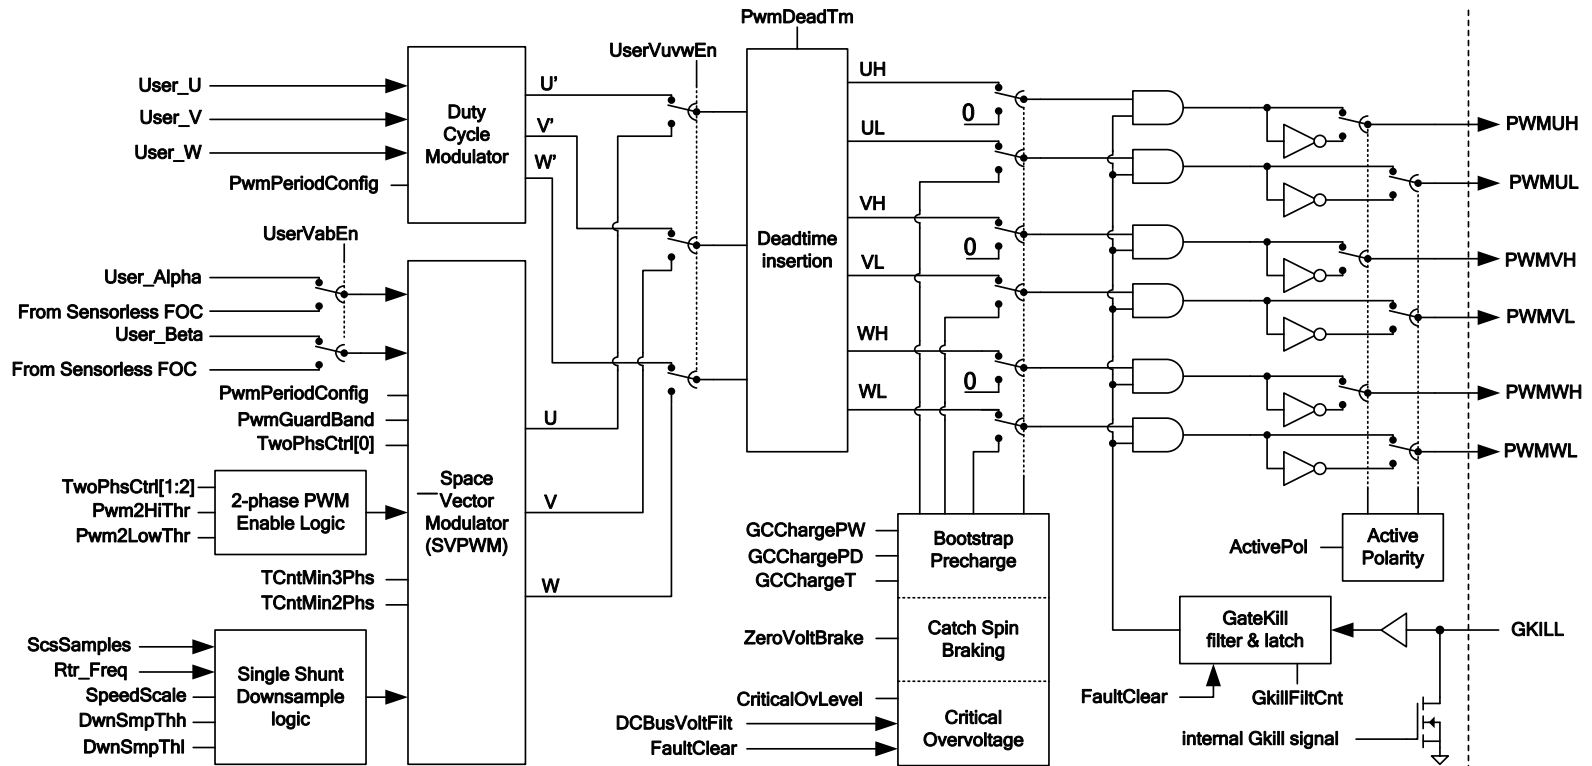 PwmDeadTm
UserVuvwEn
User_U
User_V
User_W
PwmPeriodConfig
Duty
Cycle
Modulator
U'
V'
W'
UserVabEn
User_Alpha
From Sensorless FOC
User_Beta
From Sensorless FOC
PwmPeriodConfig
PwmGuardBand
TwoPhsCtrl[0]
TwoPhsCtrl[1:2]
Pwm2HiThr
Pwm2LowThr
2-phase PWM
Enable Logic
TCntMin3Phs
TCntMin2Phs
ScsSamples
Rtr_Freq
SpeedScale
DwnSmpThh
DwnSmpThl
Single Shunt
Downsample
logic
Space
Vector
Modulator
(SVPWM)
U
V
W
Deadtime
insertion
UH
0
UL
VH
0
VL
WH
0
WL
GCChargePW
GCChargePD
GCChargeT
Bootstrap
Precharge
ZeroVoltBrake
Catch Spin
Braking
CriticalOvLevel
DCBusVoltFilt
FaultClear
Critical
Overvoltage
PWMUH
PWMUL
PWMVH
PWMVL
PWMWH
PWMWL
ActivePol
Active
Polarity
GateKill
filter & latch
GKILL
FaultClear
GkillFiltCnt
internal Gkill signal